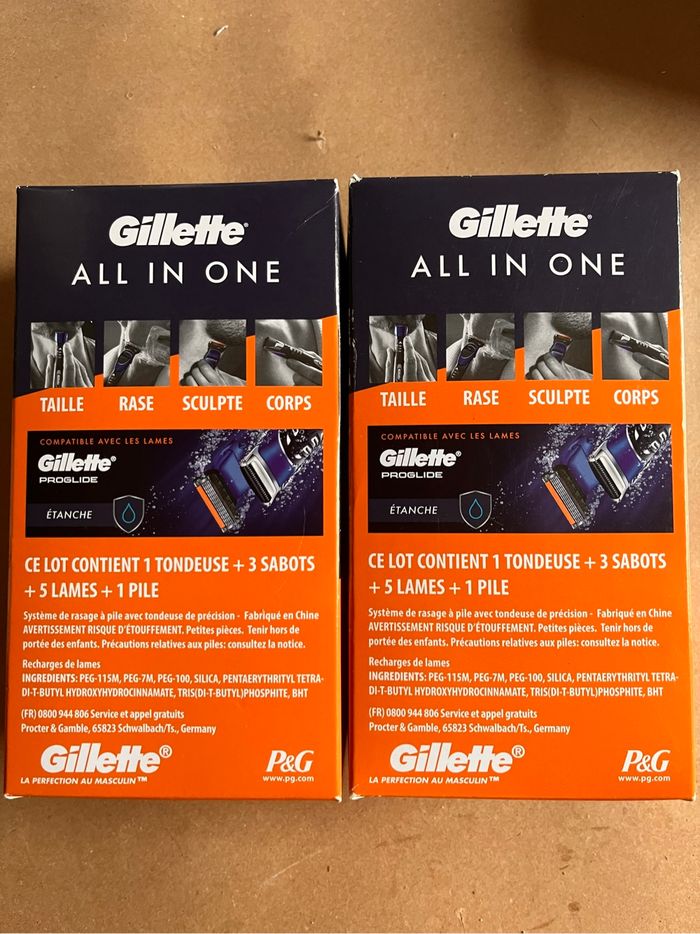 Gillette®
ALL IN ONE
TAILLE RASE SCULPTE CORPS
COMPATIBLE AVEC LES LAMES
Gillette®
PROGLIDE
ÉTANCHE
CE LOT CONTIENT 1 TONDEUSE + 3 SABOTS
+ 5 LAMES + 1 PILE
Système de rasage à pile avec tondeuse de précision - Fabriqué en Chine
AVERTISSEMENT RISQUE D'ÉTOUFFEMENT. Petites pièces. Tenir hors de
portée des enfants. Précautions relatives aux piles: consultez la notice.
Recharges de lames
INGREDIENTS: PEG-115M, PEG-7M, PEG-100, SILICA, PENTAERYTHRITYL TETRA-
DI-T-BUTYL HYDROXYHYDROCINNAMATE, TRIS(DI-T-BUTYL)PHOSPHITE, BHT
(FR) 0800 944 806 Service et appel gratuits
Procter & Gamble, 65823 Schwalbach/Ts., Germany
Gillette®
LA PERFECTION AU MASCULIN™
P&G
www.pg.com
Gillette®
ALL IN ONE
TAILLE RASE SCULPTE CORPS
COMPATIBLE AVEC LES LAMES
Gillette®
PROGLIDE
ÉTANCHE
CE LOT CONTIENT 1 TONDEUSE + 3 SABOTS
+ 5 LAMES + 1 PILE
Système de rasage à pile avec tondeuse de précision - Fabriqué en Chine
AVERTISSEMENT RISQUE D'ÉTOUFFEMENT. Petites pièces. Tenir hors de
portée des enfants. Précautions relatives aux piles: consultez la notice.
Recharges de lames
INGREDIENTS: PEG-115M, PEG-7M, PEG-100, SILICA, PENTAERYTHRITYL TETRA-
DI-T-BUTYL HYDROXYHYDROCINNAMATE, TRIS(DI-T-BUTYL)PHOSPHITE, BHT
(FR) 0800 944 806 Service et appel gratuits
Procter & Gamble, 65823 Schwalbach/Ts., Germany
Gillette®
LA PERFECTION AU MASCULIN™
P&G
www.pg.com